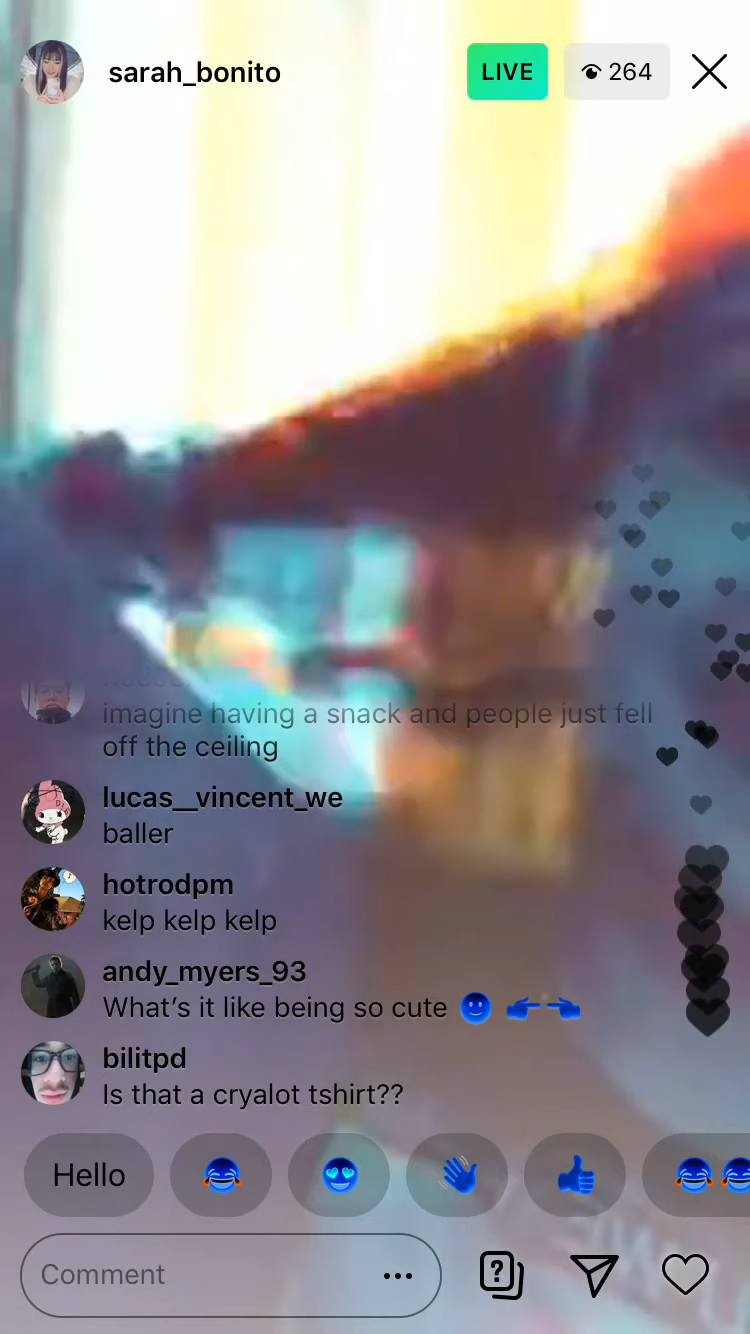 sarah_bonito
LIVE
264
imagine having a snack and people just fell
off the ceiling
lucas__vincent_we
baller
hotrodpm
kelp kelp kelp
andy_myers_93
What’s it like being so cute
bilitpd
Is that a cryalot tshirt??
Hello
Comment